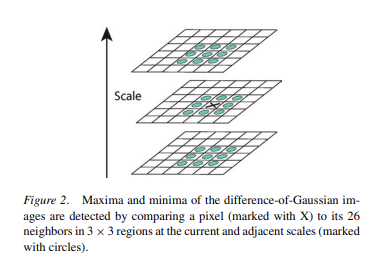 Scale
Figure 2. Maxima and minima of the difference-of-Gaussian im-
ages are detected by comparing a pixel (marked with X) to its 26
neighbors in 3 × 3 regions at the current and adjacent scales (marked
with circles).